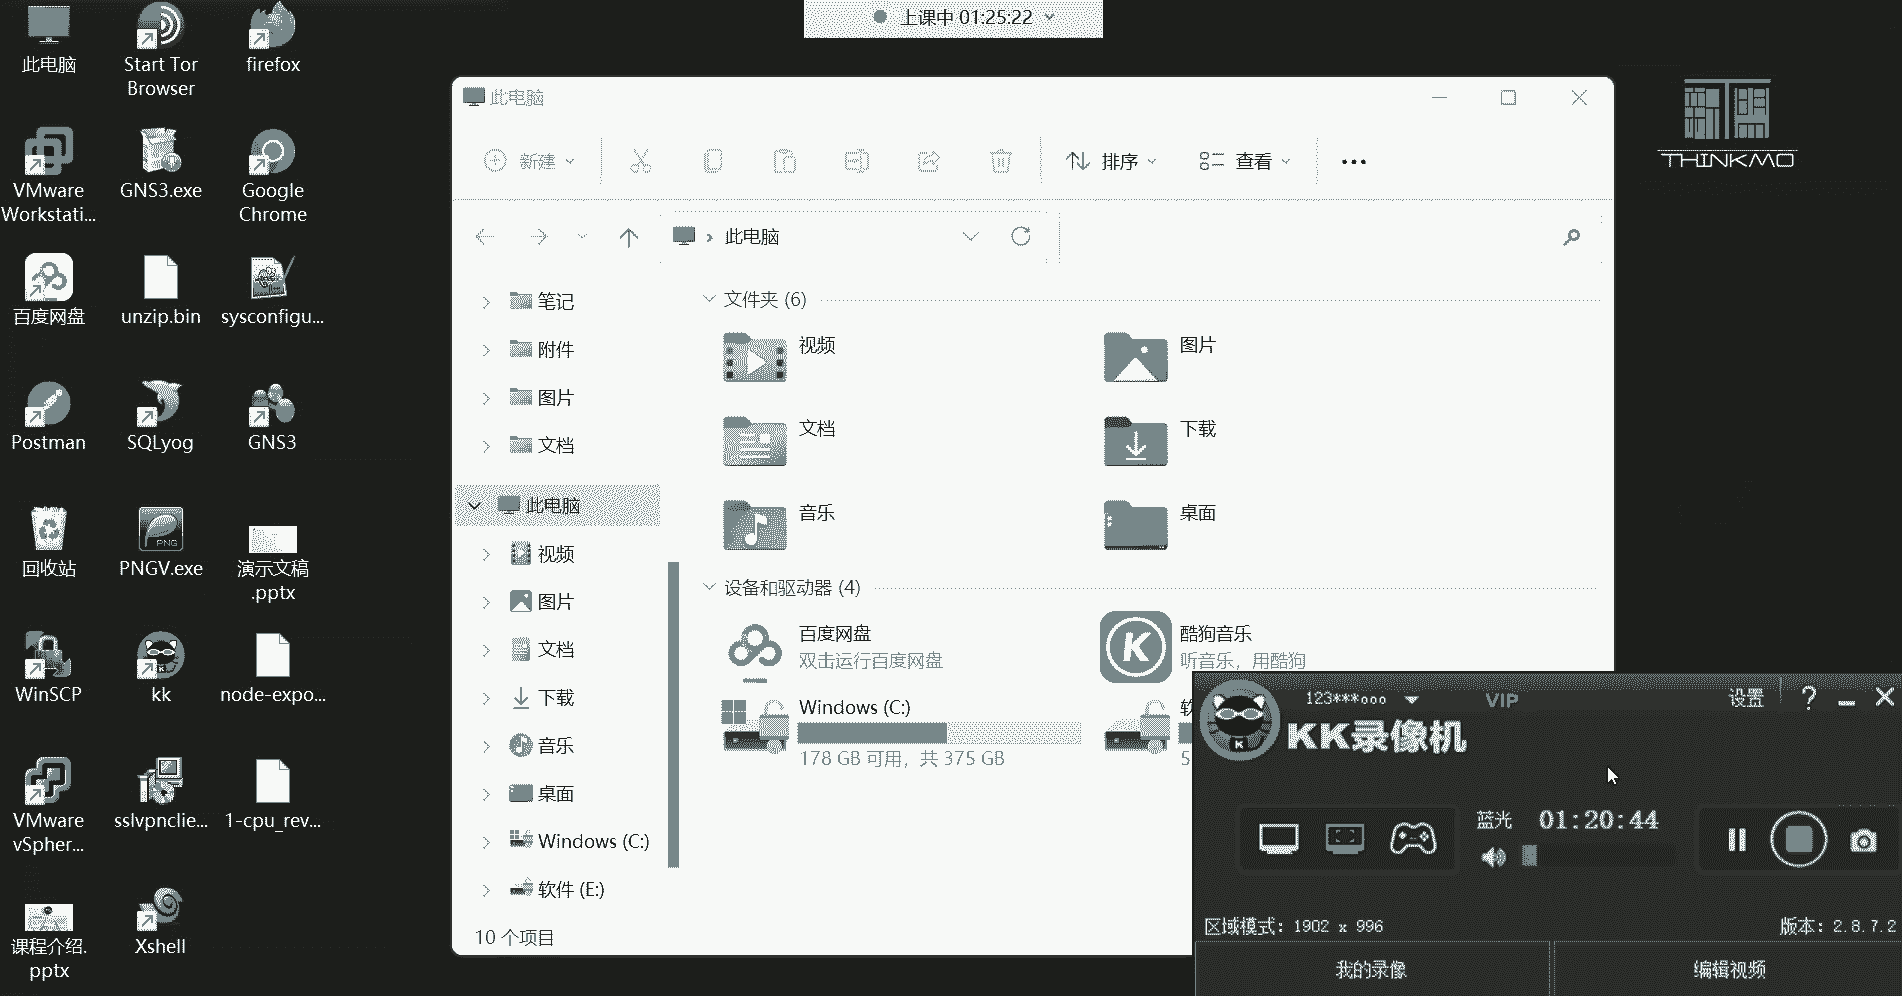 上课中 01:25:22
此电脑
Start Tor
Browser
firefox
VMware
Workstati...
GNS3.exe
Google
Chrome
百度网盘
unzip.bin
sysconfigu...
Postman
SQLyog
GNS3
回收站
PNGV.exe
PNG
演示文稿
.pptx
WinSCP
kk
node-expo...
VMware
vSpher...
sslvpnclie...
1-cpu_rev...
课程介绍.
pptx
Xshell
THINKMO
此电脑
新建
排序
查看
此电脑
笔记
附件
图片
文档
此电脑
视频
图片
文档
下载
音乐
桌面
Windows (C:)
软件 (E:)
10 个项目
文件夹 (6)
视频
图片
文档
下载
音乐
桌面
设备和驱动器 (4)
百度网盘
双击运行百度网盘
酷狗音乐
听音乐，用酷狗
Windows (C:)
178 GB 可用，共 375 GB
5
123***ooo
VIP
设置
KK录像机
蓝光 01:20:44
区域模式：1902 x 996
版本：2.8.7.2
我的录像
编辑视频